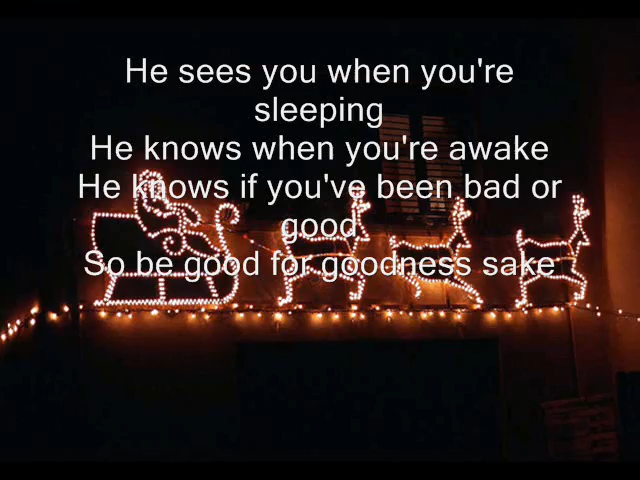 He sees you when you're
sleeping
He knows when you're awake
He knows if you've been bad or
good
So be good for goodness sake